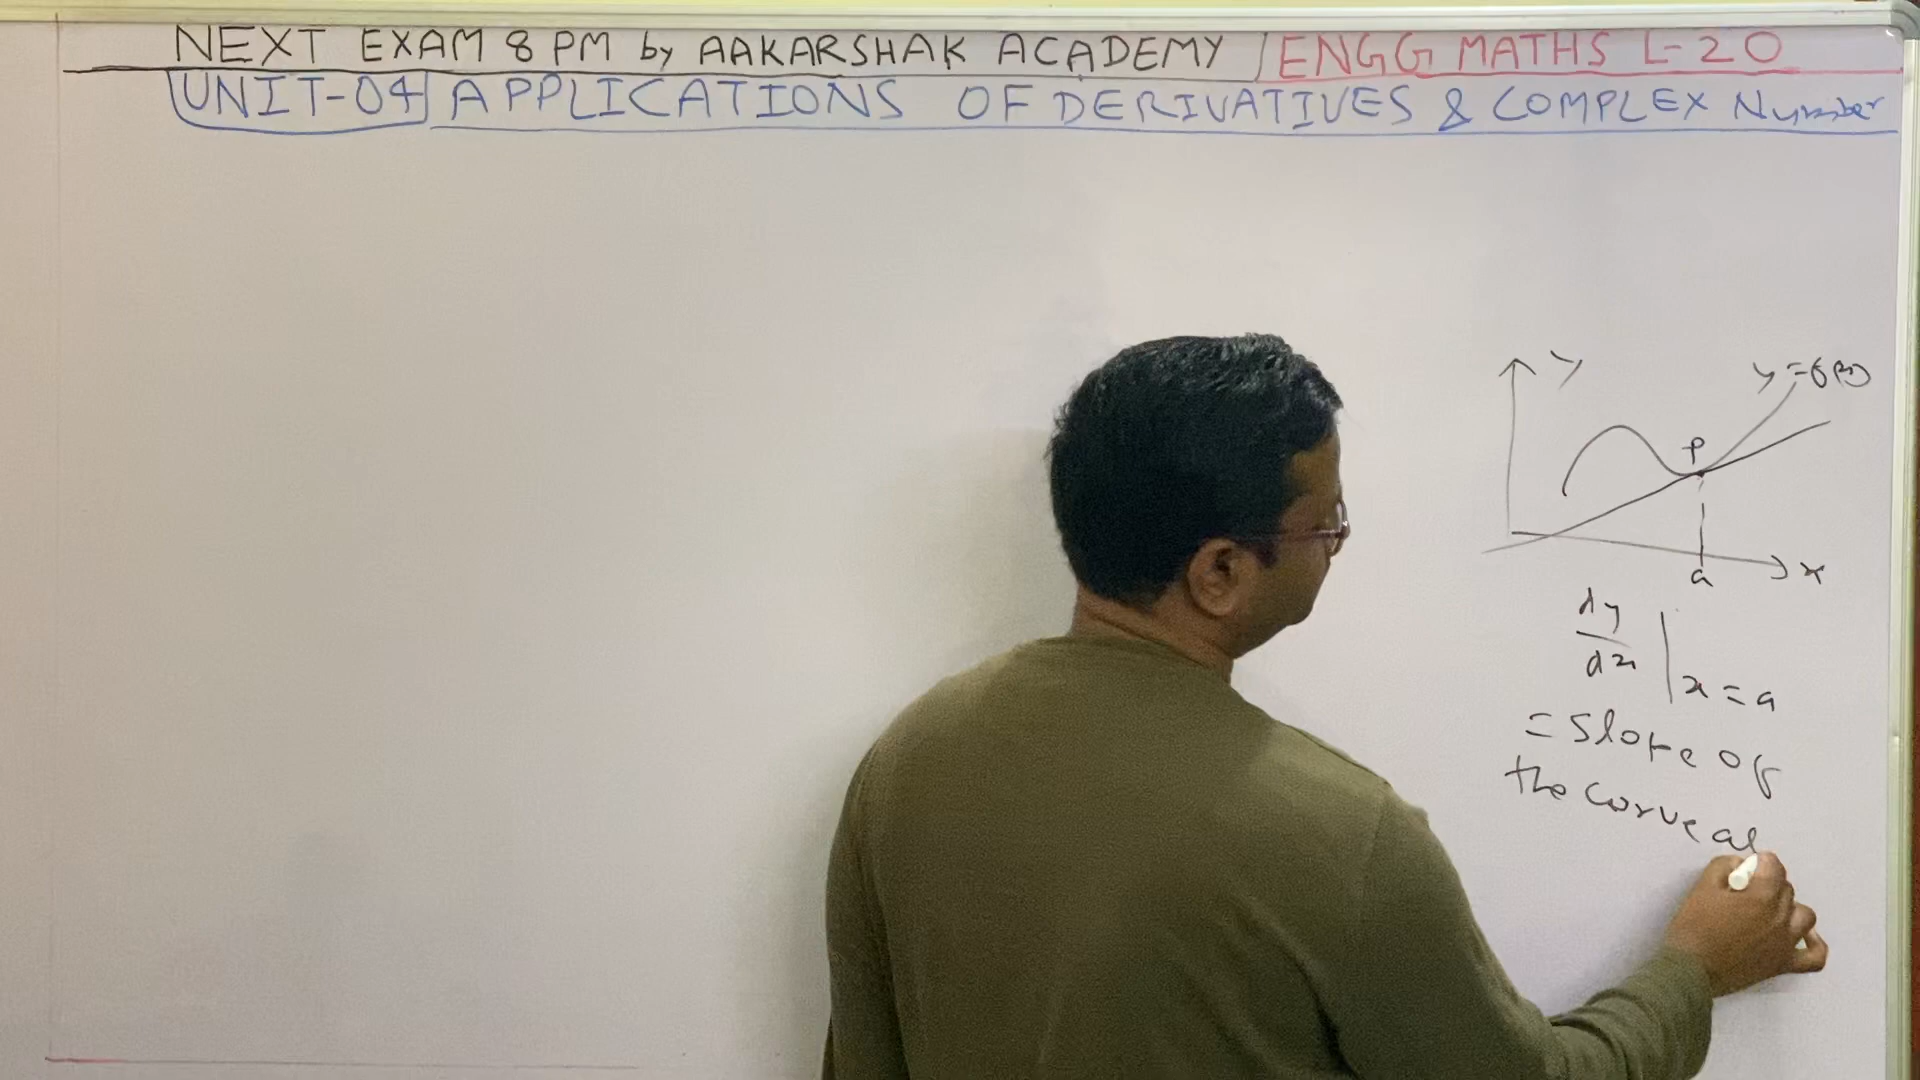 NEXT EXAM 8 PM by AAKARSHAK ACADEMY ENGG MATHS L-20
UNIT-04 APPLICATIONS OF DERIVATIVES & COMPLEX Number
y
y=f(x)
P
a
x
dy
dx
x=a
= slope of
the curve at